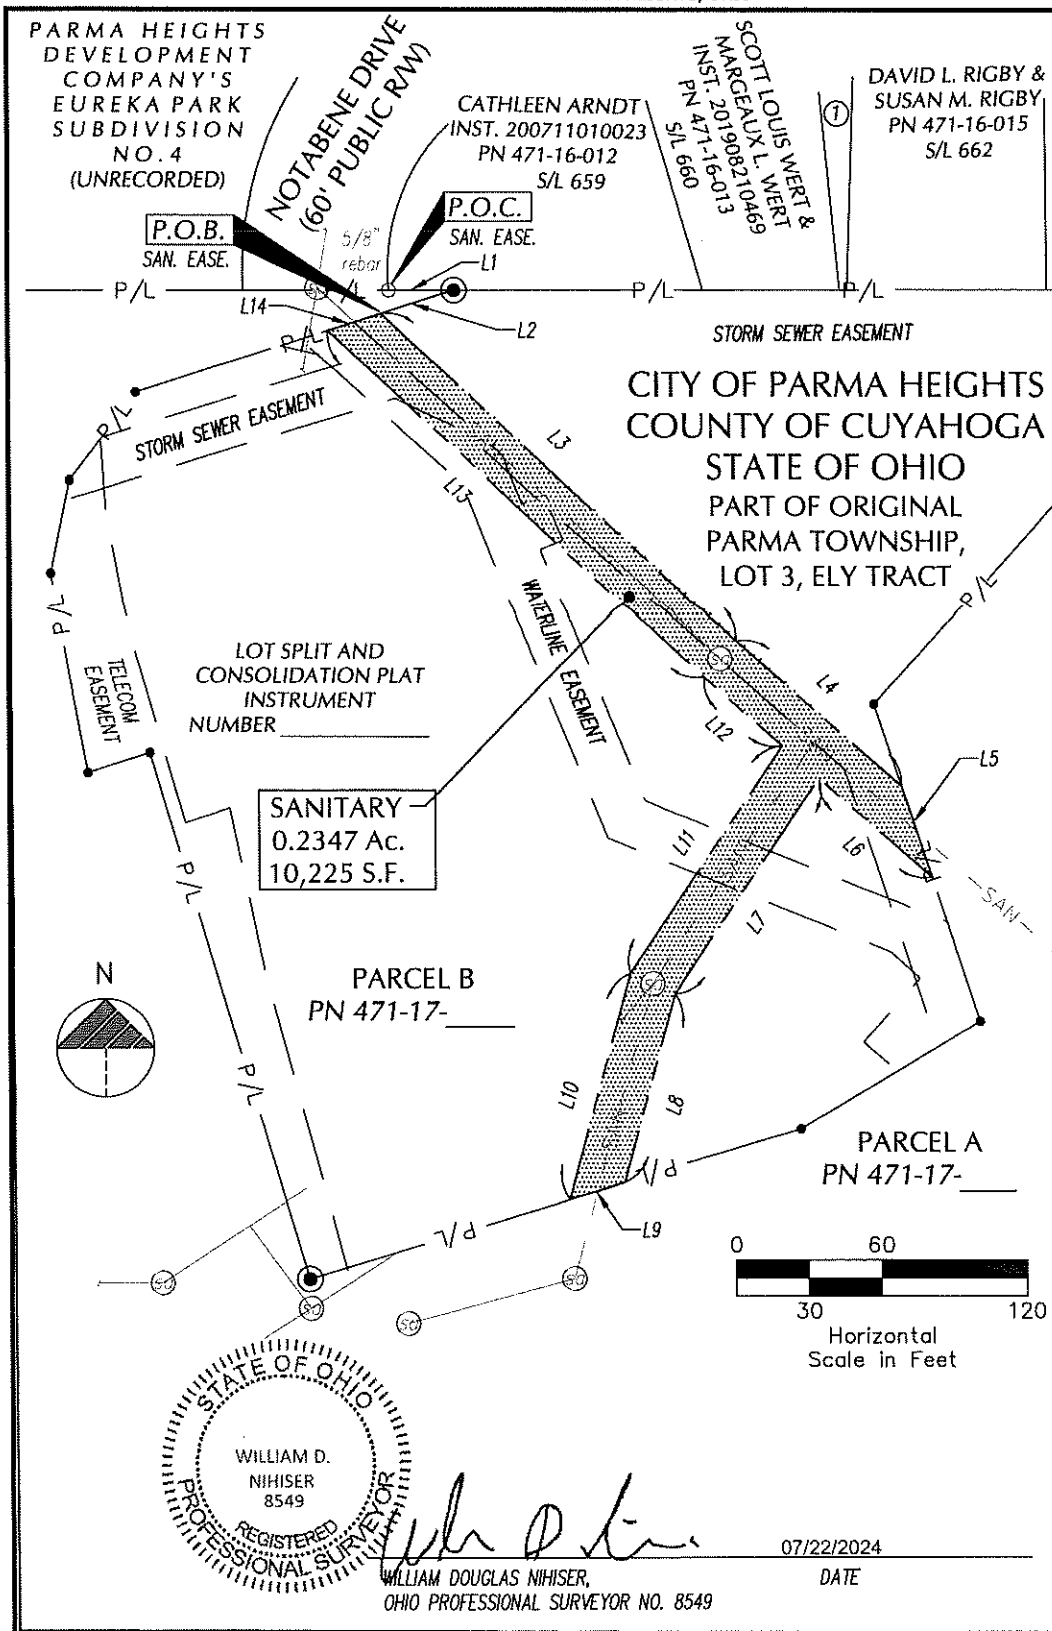 PARMA HEIGHTS
DEVELOPMENT
COMPANY'S
EUREKA PARK
SUBDIVISION
NO. 4
(UNRECORDED)
NOTABENE DRIVE
(60' PUBLIC R/W)
CATHLEEN ARNDT
INST. 200711010023
PN 471-16-012
S/L 659
SCOTT LOUIS WERT &
MARGEAUX L. WERT
INST. 201908210469
PN 471-16-013
S/L 660
1
DAVID L. RIGBY &
SUSAN M. RIGBY
PN 471-16-015
S/L 662
P.O.B.
SAN. EASE.
5/8"
rebar
P.O.C.
SAN. EASE.
L1
P/L
P/L
P/L
P/L
L14
L2
P/L
STORM SEWER EASEMENT
CITY OF PARMA HEIGHTS
COUNTY OF CUYAHOGA
STATE OF OHIO
PART OF ORIGINAL
PARMA TOWNSHIP,
LOT 3, ELY TRACT
P/L
STORM SEWER EASEMENT
L3
L13
P/L
P/L
WATERLINE EASEMENT
TELECOM
EASEMENT
LOT SPLIT AND
CONSOLIDATION PLAT
INSTRUMENT
NUMBER
L4
L12
L5
SANITARY
0.2347 Ac.
10,225 S.F.
P/L
L11
L6
P/L
SAN
L7
N
PARCEL B
PN 471-17-
P/L
L10
L8
PARCEL A
PN 471-17-
P/L
P/L
L9
0 60
30 120
Horizontal
Scale in Feet
STATE OF OHIO
WILLIAM D.
NIHISER
8549
REGISTERED
PROFESSIONAL SURVEYOR
07/22/2024
WILLIAM DOUGLAS NIHISER,
DATE
OHIO PROFESSIONAL SURVEYOR NO. 8549